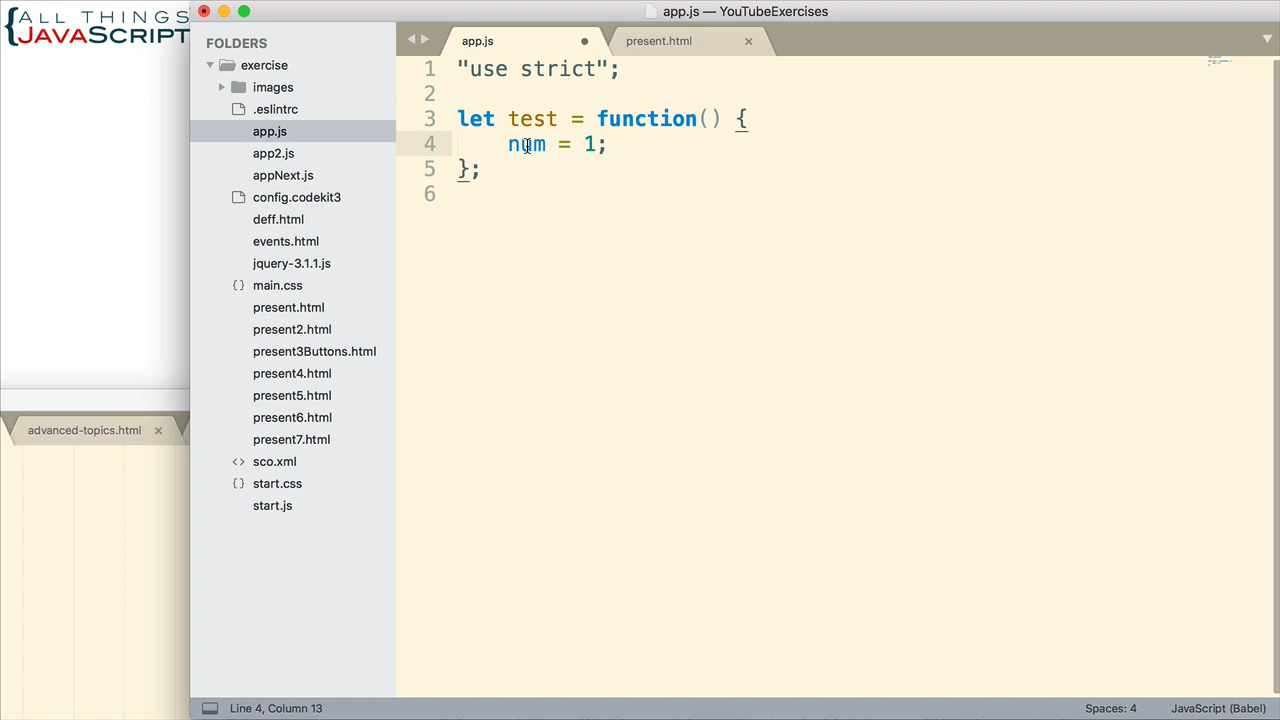 {ALL THINGS
JAVASCRIPT
app.js — YouTubeExercises
FOLDERS
exercise
images
.eslintrc
app.js
app2.js
appNext.js
config.codekit3
deff.html
events.html
jquery-3.1.1.js
{} main.css
present.html
present2.html
present3Buttons.html
present4.html
present5.html
present6.html
present7.html
<> sco.xml
{} start.css
start.js
advanced-topics.html ×
app.js
present.html ×
1 "use strict";
2
3 let test = function() {
4 num = 1;
5 };
6
Line 4, Column 13
Spaces: 4
JavaScript (Babel)